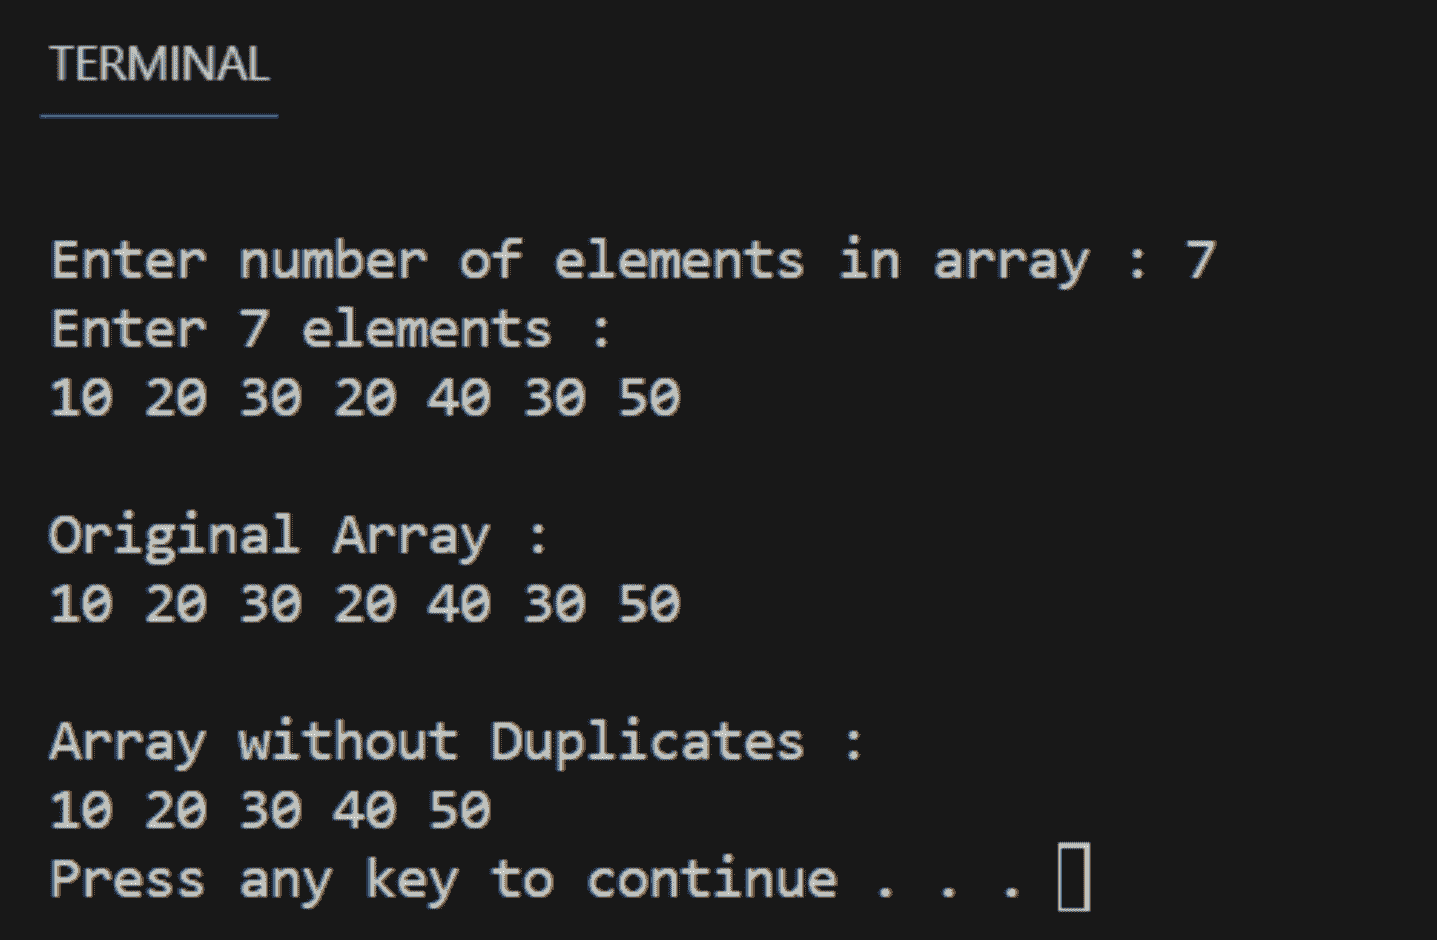 TERMINAL
Enter number of elements in array : 7
Enter 7 elements :
10 20 30 20 40 30 50
Original Array :
10 20 30 20 40 30 50
Array without Duplicates :
10 20 30 40 50
Press any key to continue . . .